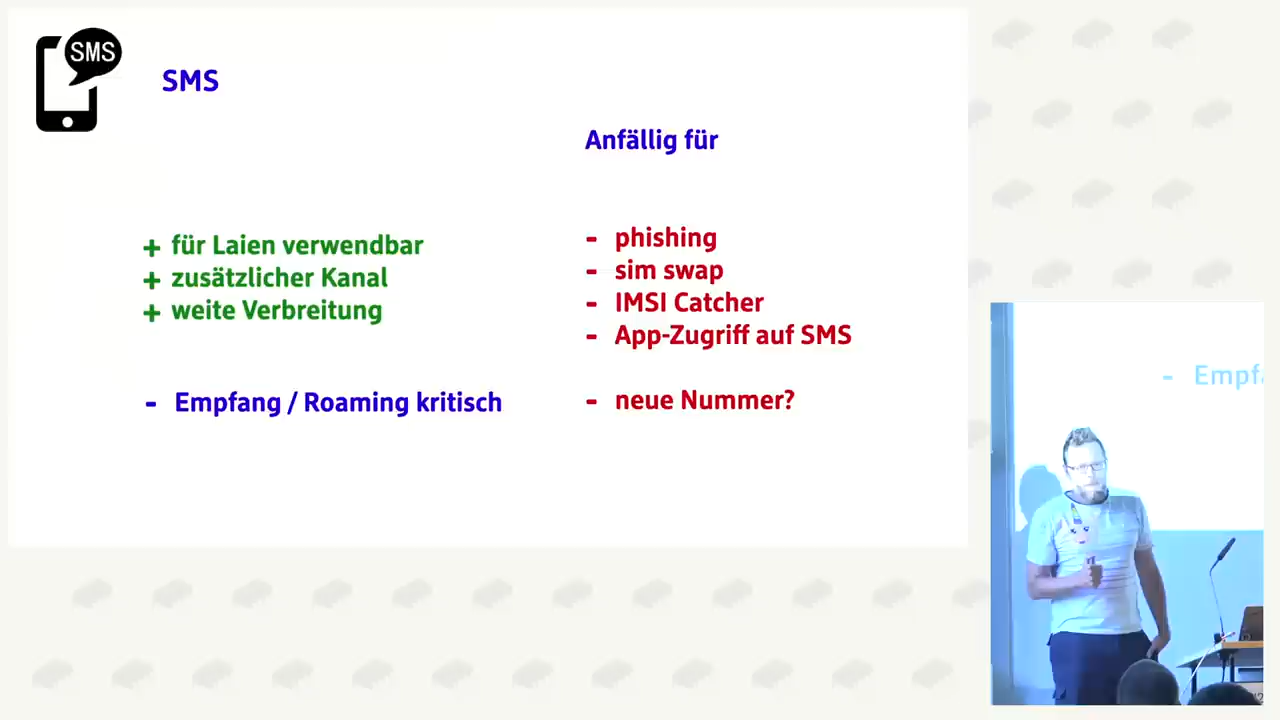 SMS
SMS
Anfällig für
+ für Laien verwendbar
+ zusätzlicher Kanal
+ weite Verbreitung
- Empfang / Roaming kritisch
- phishing
- sim swap
- IMSI Catcher
- App-Zugriff auf SMS
- neue Nummer?
- Empf